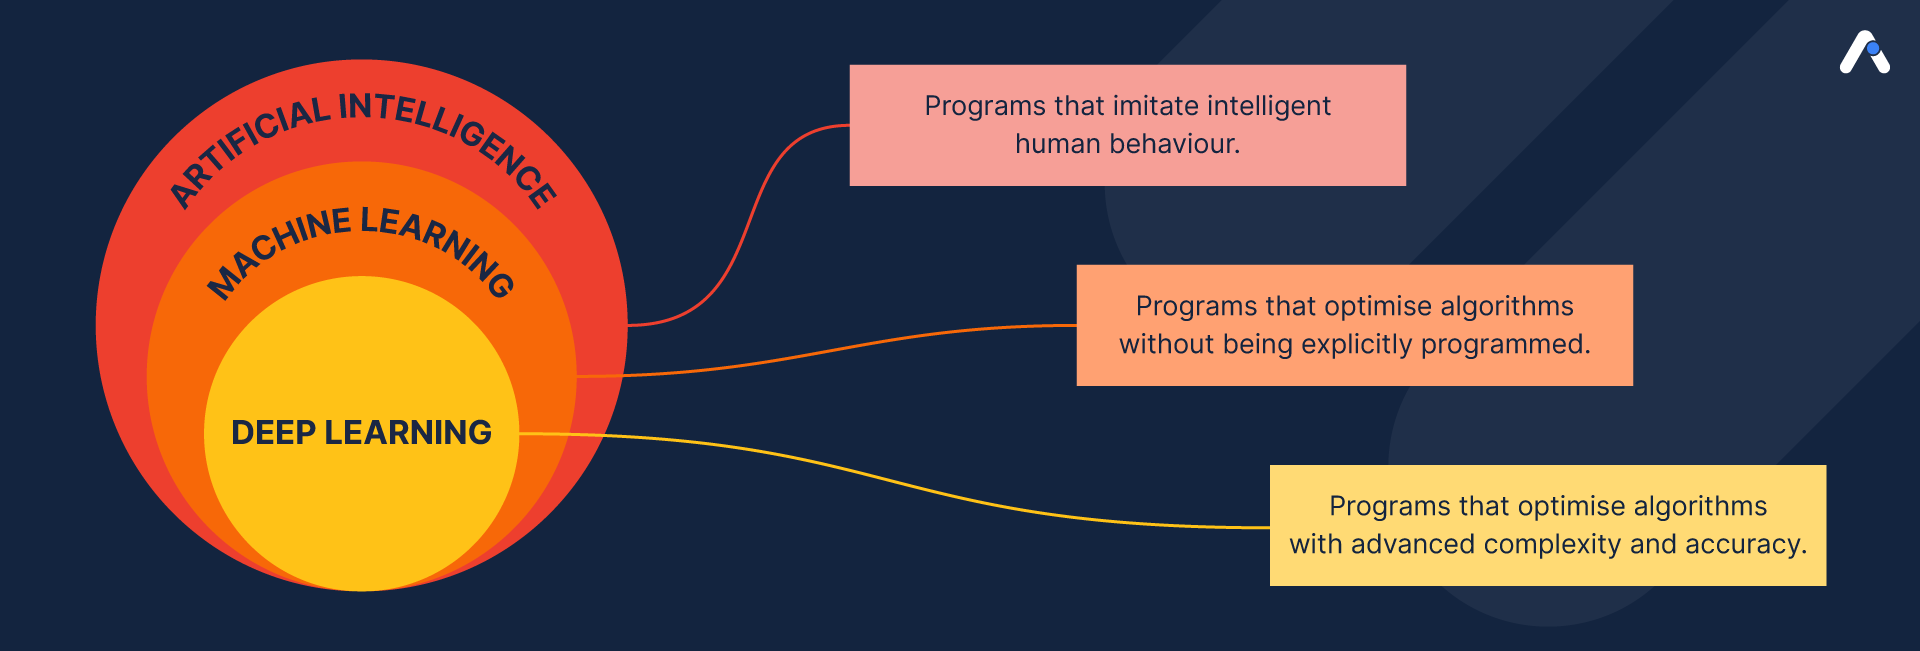 ARTIFICIAL INTELLIGENCE
MACHINE LEARNING
DEEP LEARNING
Programs that imitate intelligent
human behaviour.
Programs that optimise algorithms
without being explicitly programmed.
Programs that optimise algorithms
with advanced complexity and accuracy.